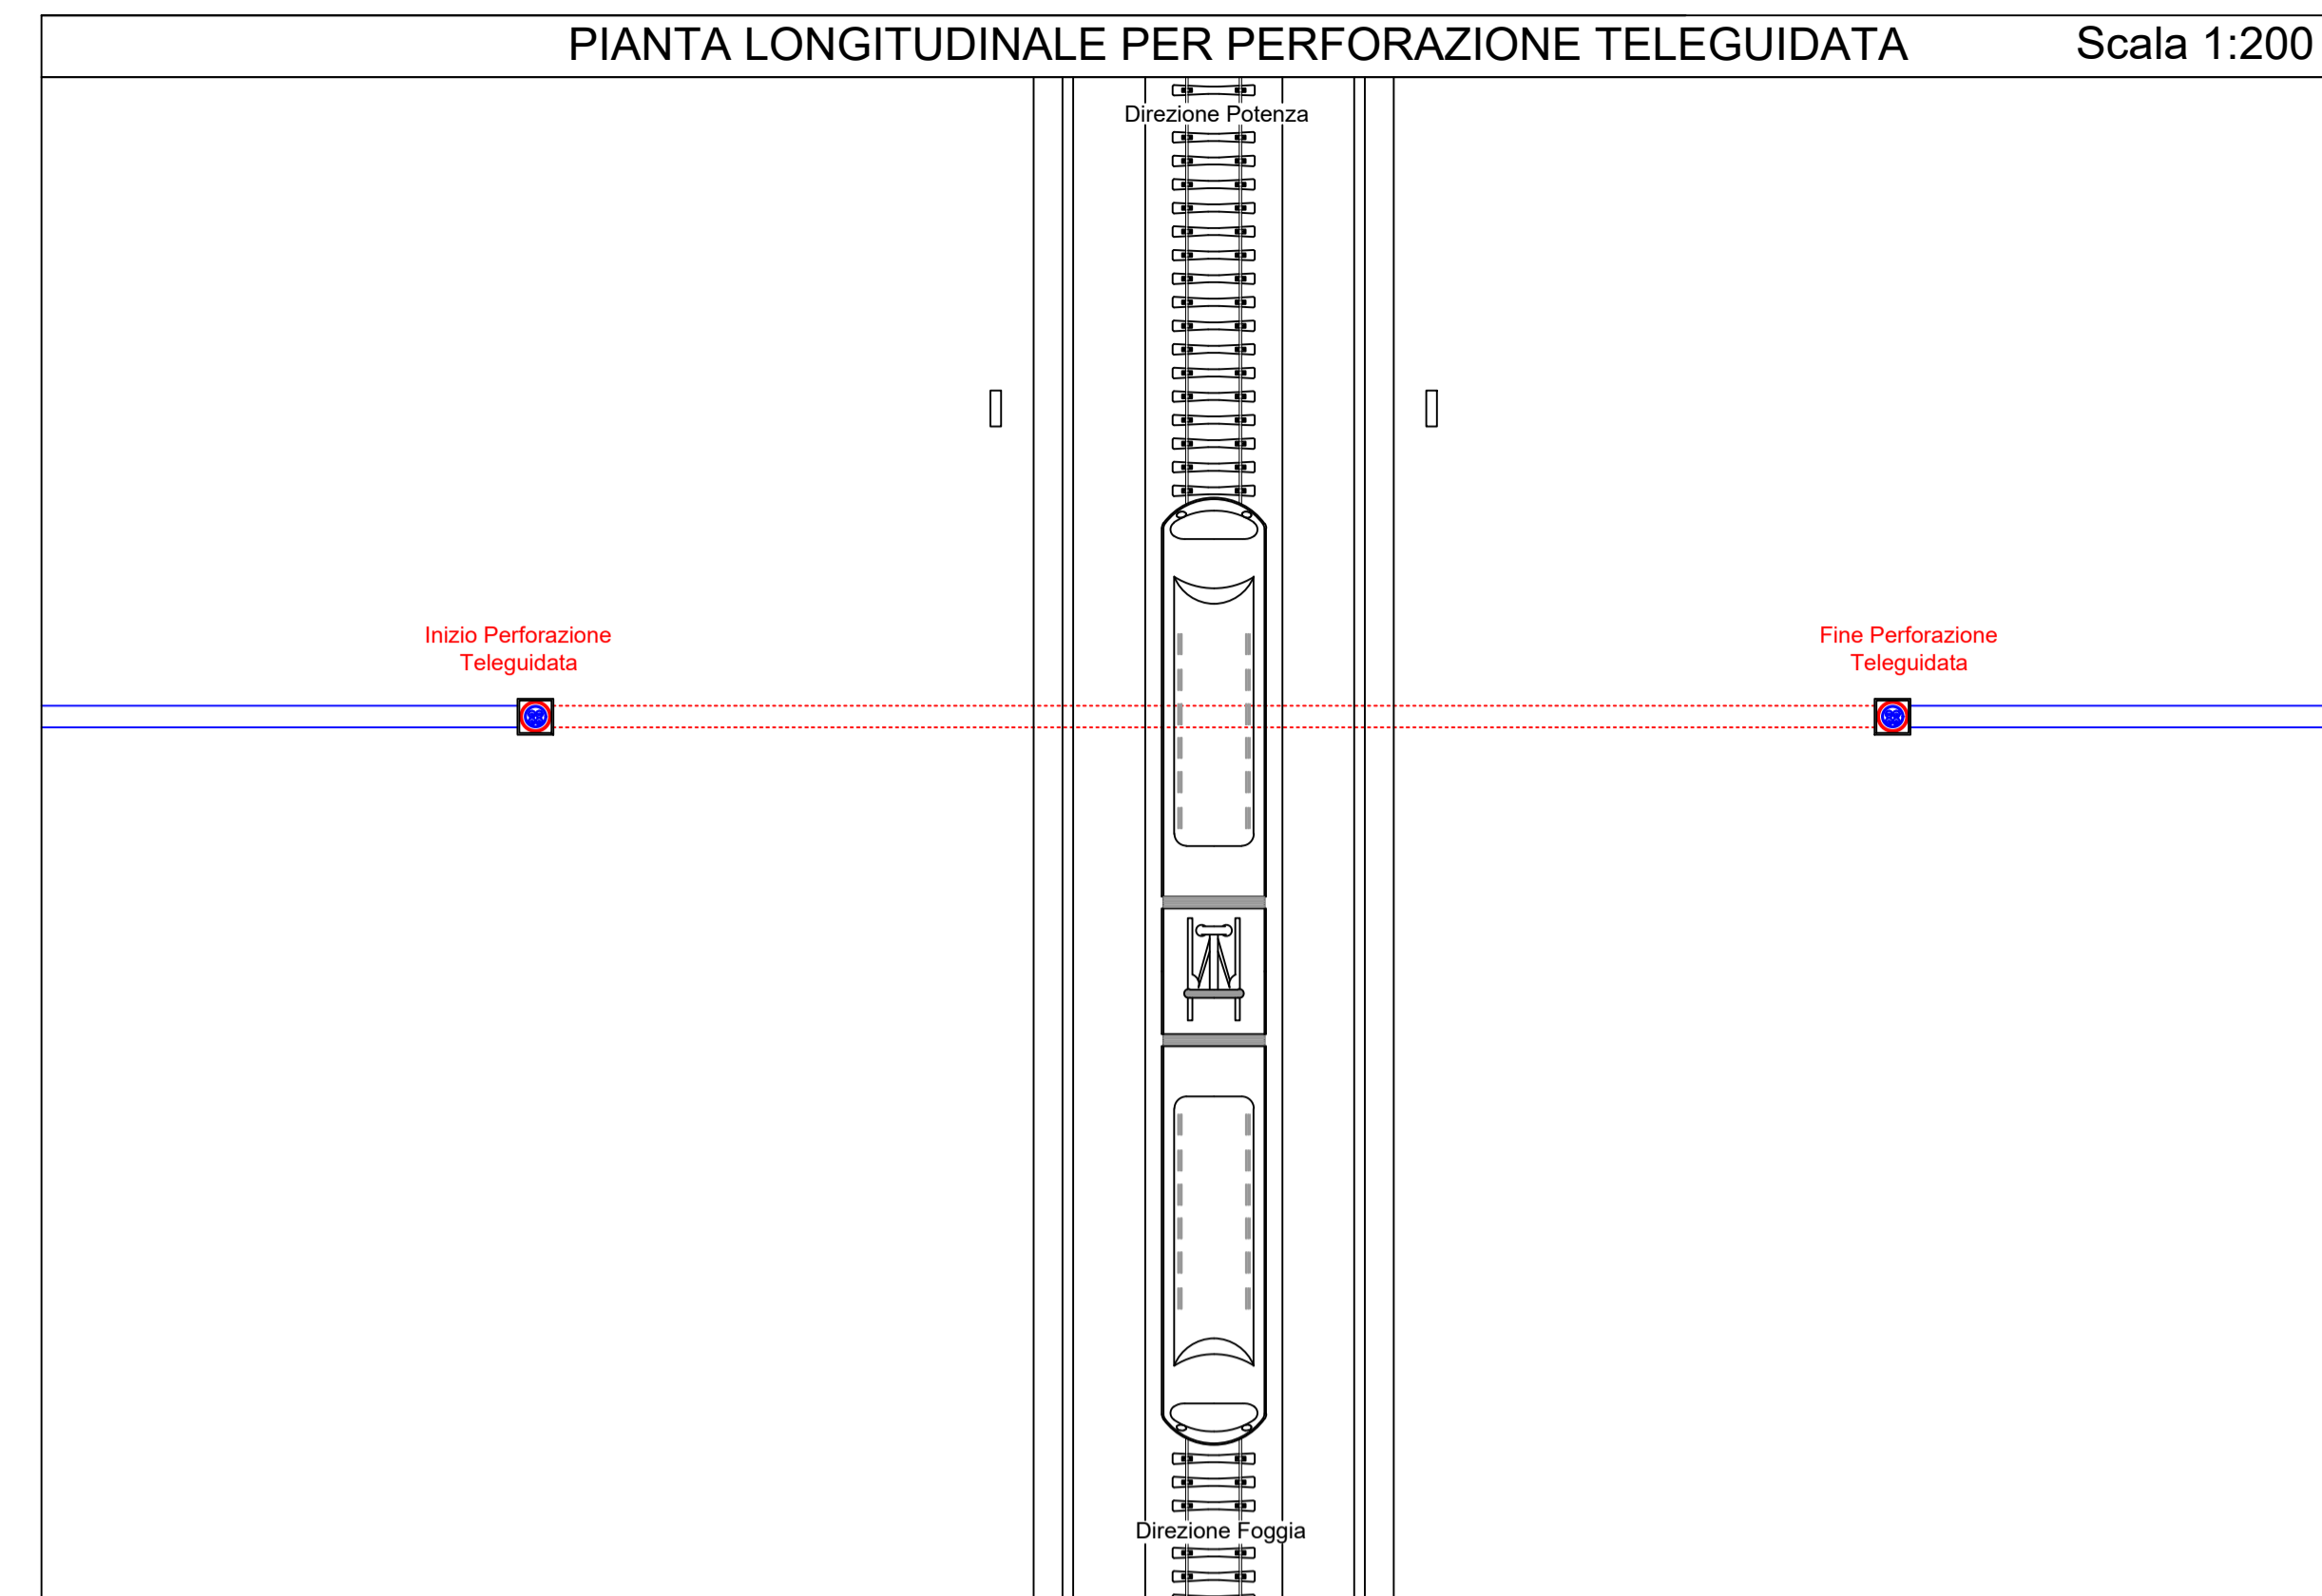 PIANTA LONGITUDINALE PER PERFORAZIONE TELEGUIDATA
Scala 1:200
Direzione Potenza
Inizio Perforazione
Teleguidata
Fine Perforazione
Teleguidata
Direzione Foggia